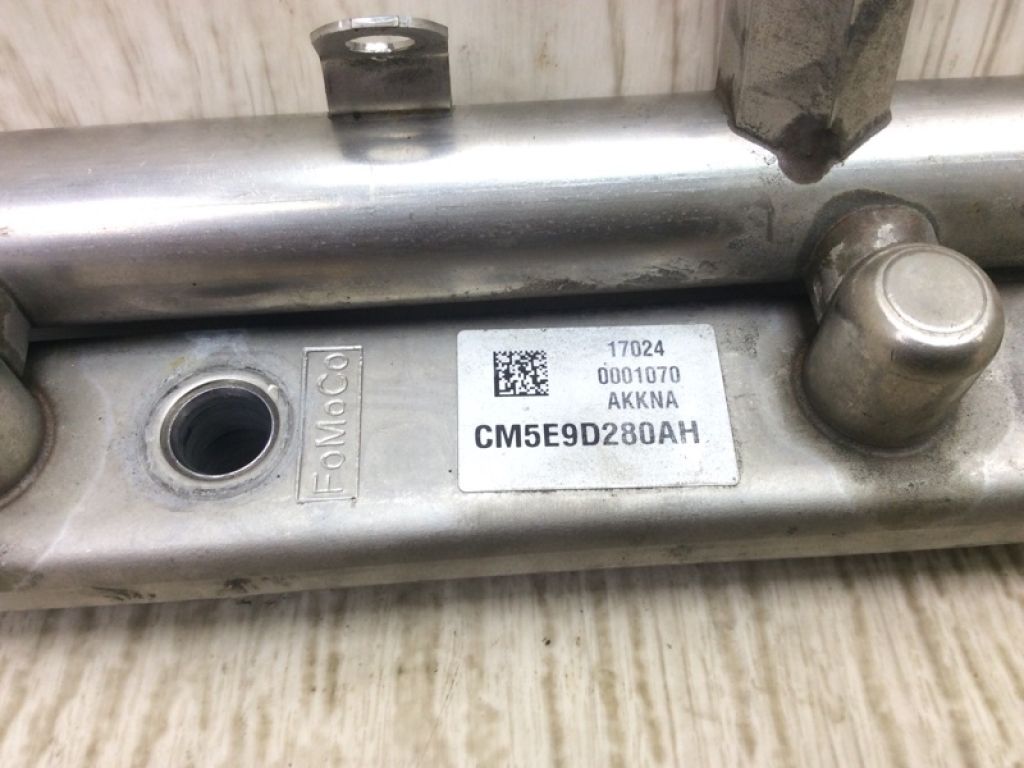 FoMoCo
17024
0001070
AKKNA
CM5E9D280AH